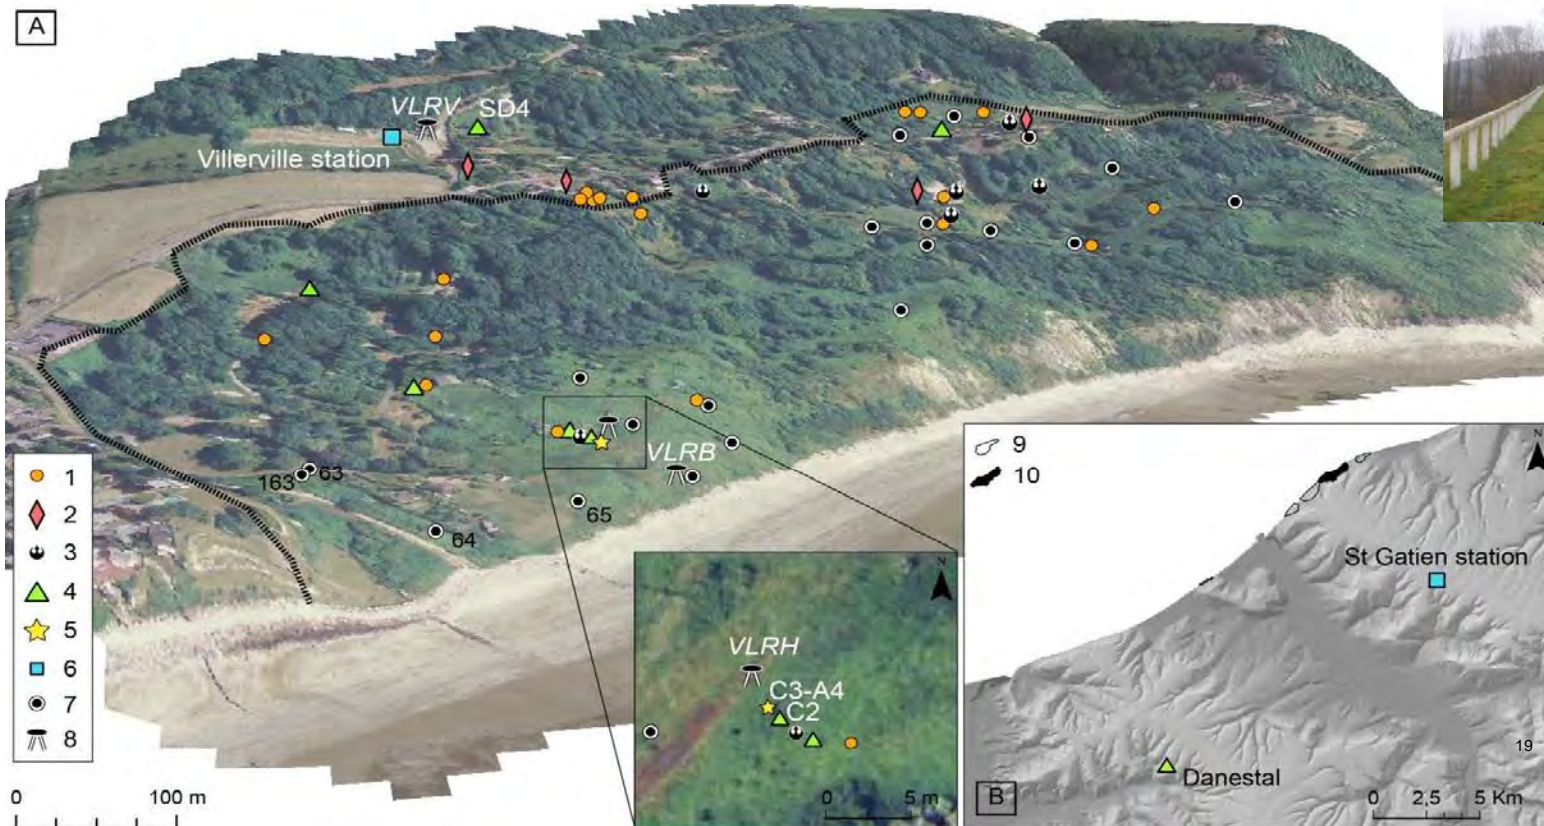 A
VLRV
SD4
Villerville station
VLRB
163
63
64
65
1
2
3
4
5
6
7
8
0
100 m
N
VLRH
C3-A4
C2
0
5 m
9
10
N
St Gatien station
Danestal
19
B
0
2,5
5 Km